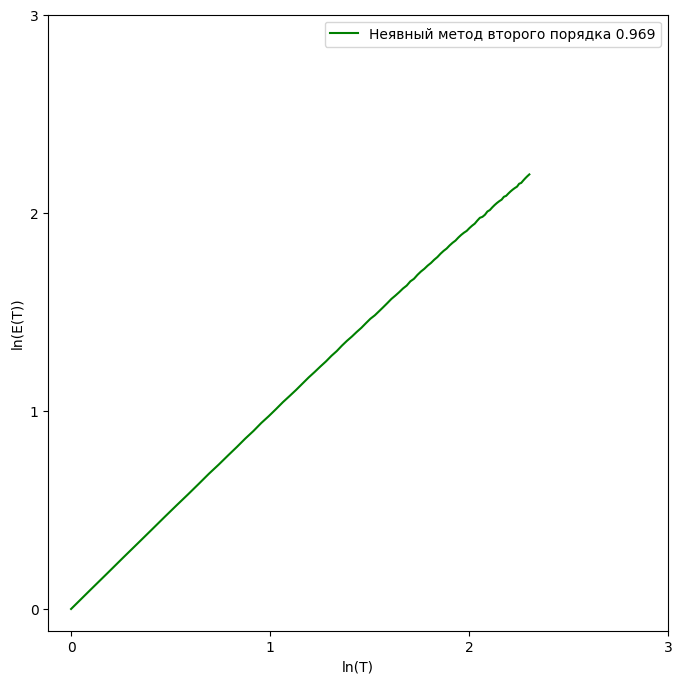 Неявный метод второго порядка 0.969
3
2
1
0
ln(E(T))
0 1 2 3
ln(T)